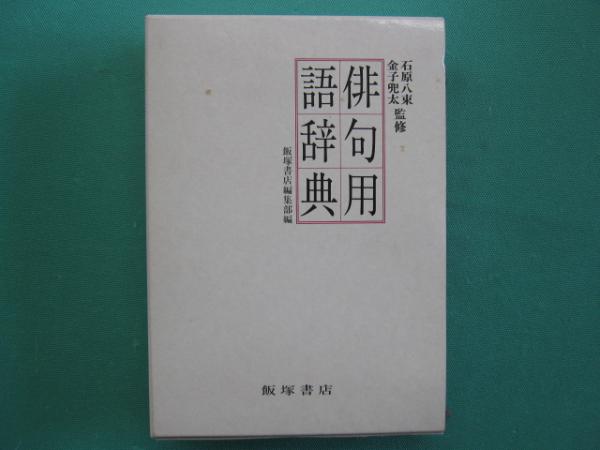 石原八束
金子兜太 監修
俳句用
語辞典
飯塚書店編集部編
飯塚書店